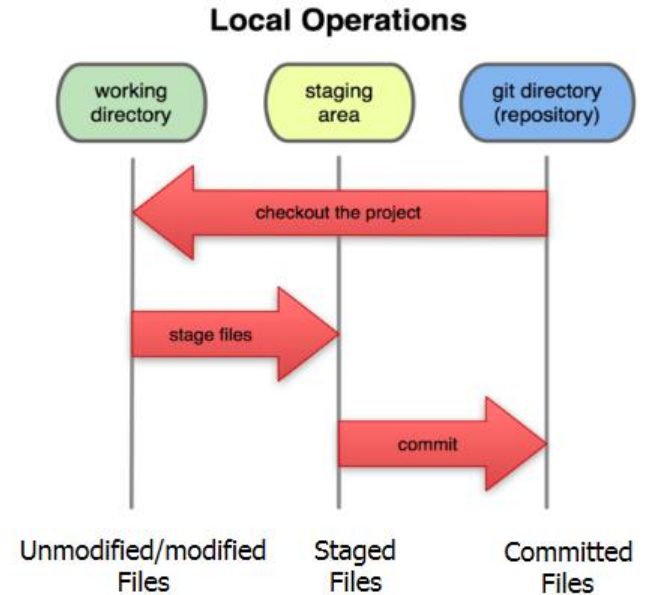 Local Operations
working
directory
staging
area
git directory
(repository)
checkout the project
stage files
commit
Unmodified/modified
Files
Staged
Files
Committed
Files